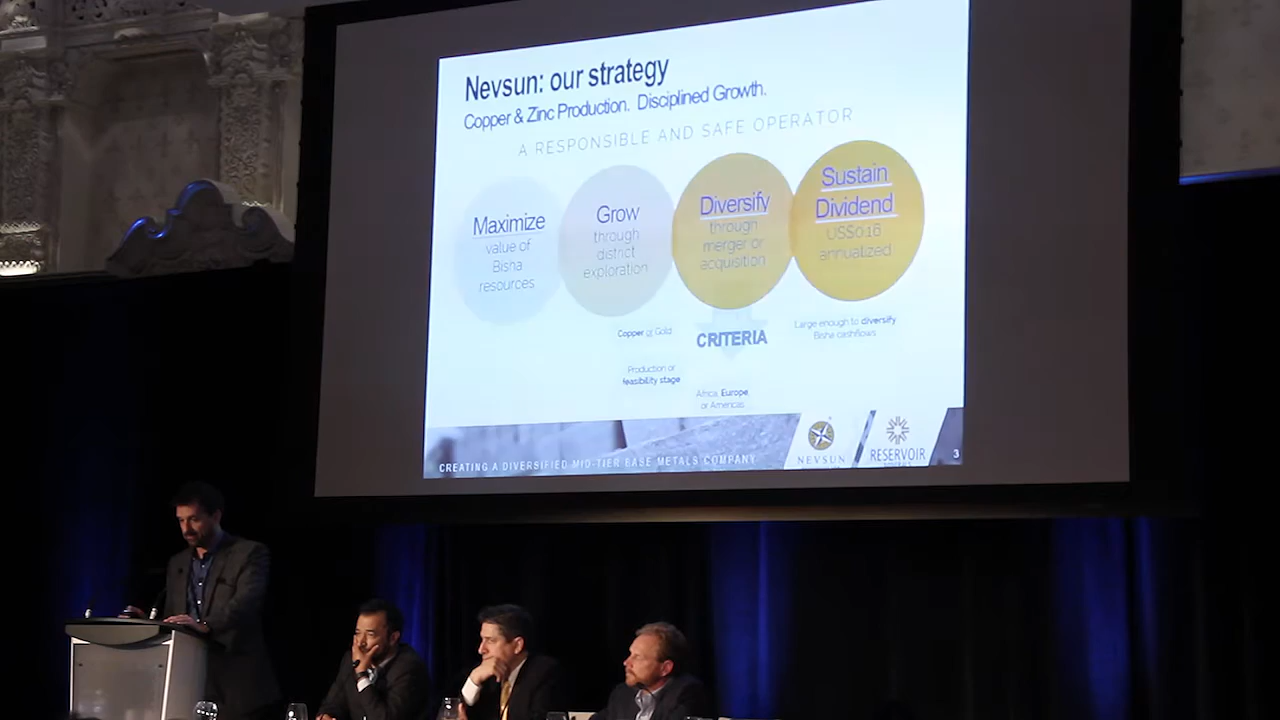 Nevsun: our strategy
Copper & Zinc Production. Disciplined Growth.
A RESPONSIBLE AND SAFE OPERATOR
Maximize
value of
Bisha
resources
Grow
through
district
exploration
Diversify
through
merger or
acquisition
Sustain
Dividend
US$0.16
annualized
Copper or Gold
CRITERIA
Large enough to diversify
Bisha cashflows
Production or
feasibility stage
Africa, Europe,
or Americas
CREATING A DIVERSIFIED MID-TIER BASE METALS COMPANY
NEVSUN
RESERVOIR
3